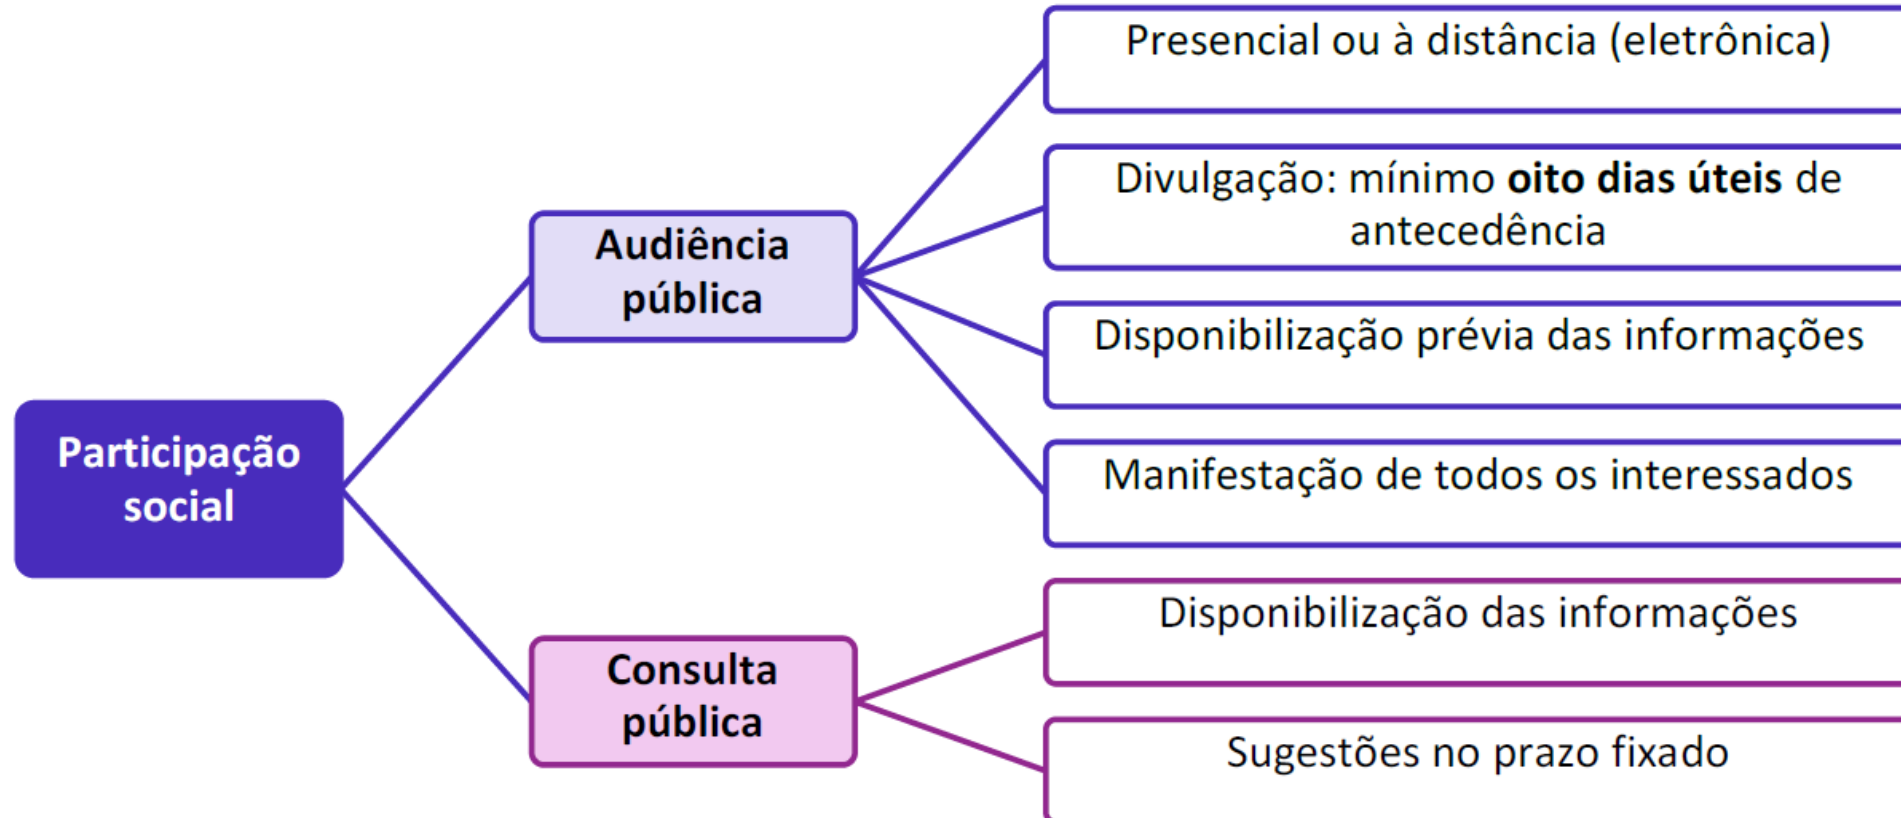 Participação
social
Audiência
pública
Presencial ou à distância (eletrônica)
Divulgação: mínimo oito dias úteis de
antecedência
Disponibilização prévia das informações
Manifestação de todos os interessados
Consulta
pública
Disponibilização das informações
Sugestões no prazo fixado